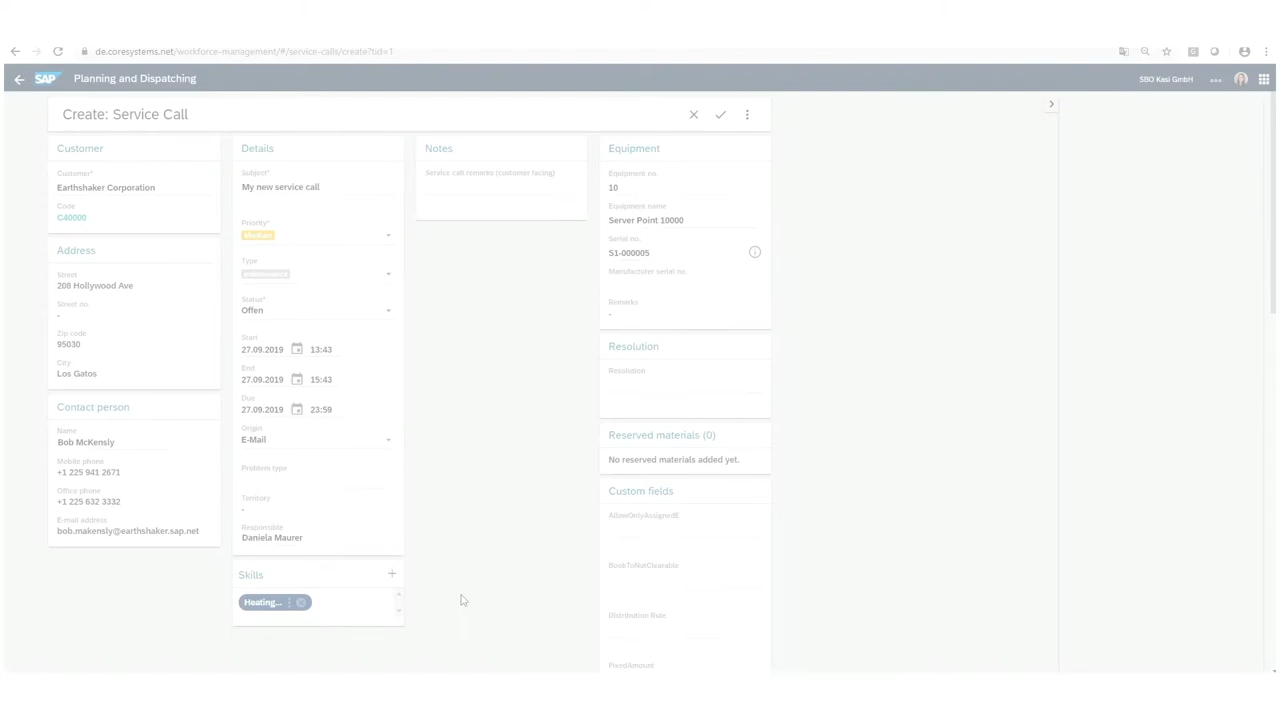 de.coresystems.net/workforce-management/#/service-calls/create?tid=1
SAP Planning and Dispatching
SBO Kasi GmbH
Create: Service Call
Customer
Customer*
Earthshaker Corporation
Code
C40000
Address
Street
208 Hollywood Ave
Street no.
-
Zip code
95030
City
Los Gatos
Contact person
Name
Bob McKensly
Mobile phone
+1 225 941 2671
Office phone
+1 225 632 3332
E-mail address
bob.makensly@earthshaker.sap.net
Details
Subject*
My new service call
Priority*
Medium
Type
Status*
Offen
Start
27.09.2019 13:43
End
27.09.2019 15:43
Due
27.09.2019 23:59
Origin
E-Mail
Problem type
Territory
-
Responsible
Daniela Maurer
Skills
Heating...
Notes
Service call remarks (customer facing)
Equipment
Equipment no.
10
Equipment name
Server Point 10000
Serial no.
S1-000005
Manufacturer serial no.
Remarks
-
Resolution
Resolution
Reserved materials (0)
No reserved materials added yet.
Custom fields
AllowOnlyAssignedE
BookToNotClearable
Distribution Rule
FixedAmount